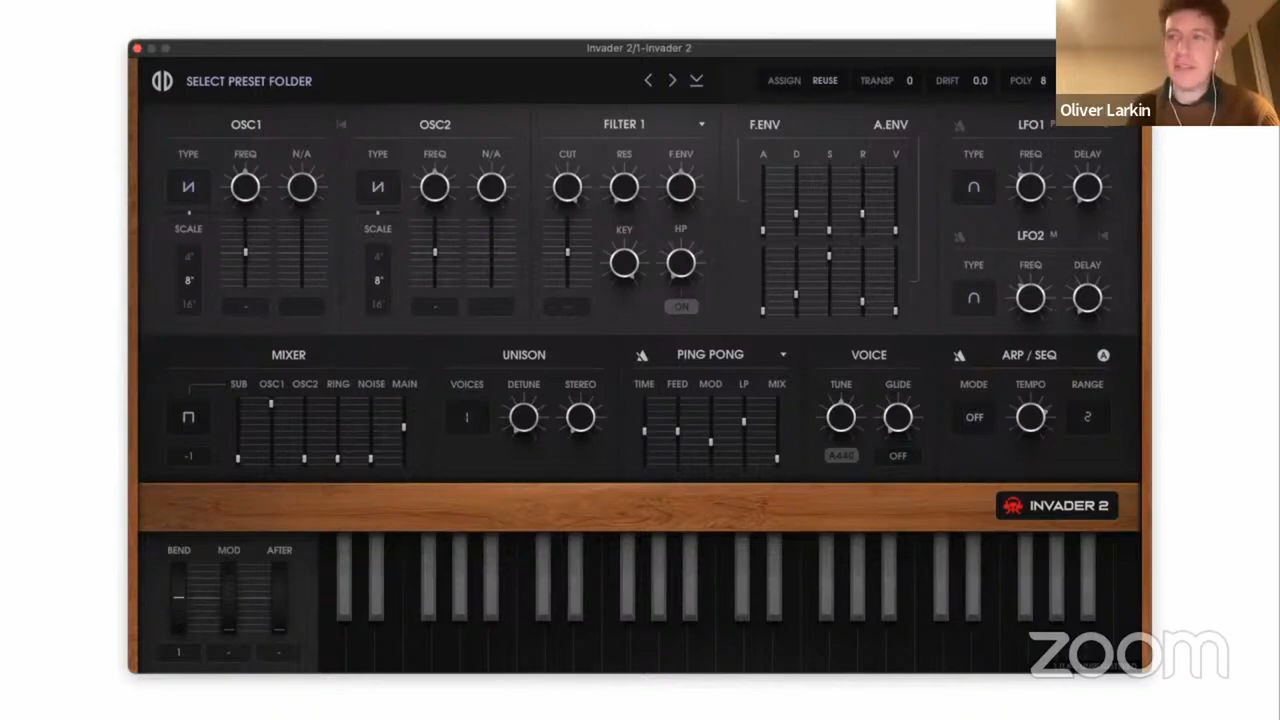 Invader 2/1-Invader 2
SELECT PRESET FOLDER
ASSIGN REUSE TRANSP 0 DRIFT 0.0 POLY 8
Oliver Larkin
OSC1 OSC2 FILTER 1 F.ENV A.ENV LFO1
TYPE FREQ N/A TYPE FREQ N/A CUT RES F.ENV A D S R V TYPE FREQ DELAY
SCALE SCALE KEY HP LFO2 M
4' 4'
8' 8' TYPE FREQ DELAY
16' 16'
- - ON
MIXER UNISON PING PONG VOICE ARP / SEQ A
SUB OSC1 OSC2 RING NOISE MAIN VOICES DETUNE STEREO TIME FEED MOD LP MIX TUNE GLIDE MODE TEMPO RANGE
1 OFF 2
-1 A440 OFF
INVADER 2
BEND MOD AFTER
1 - -
zoom